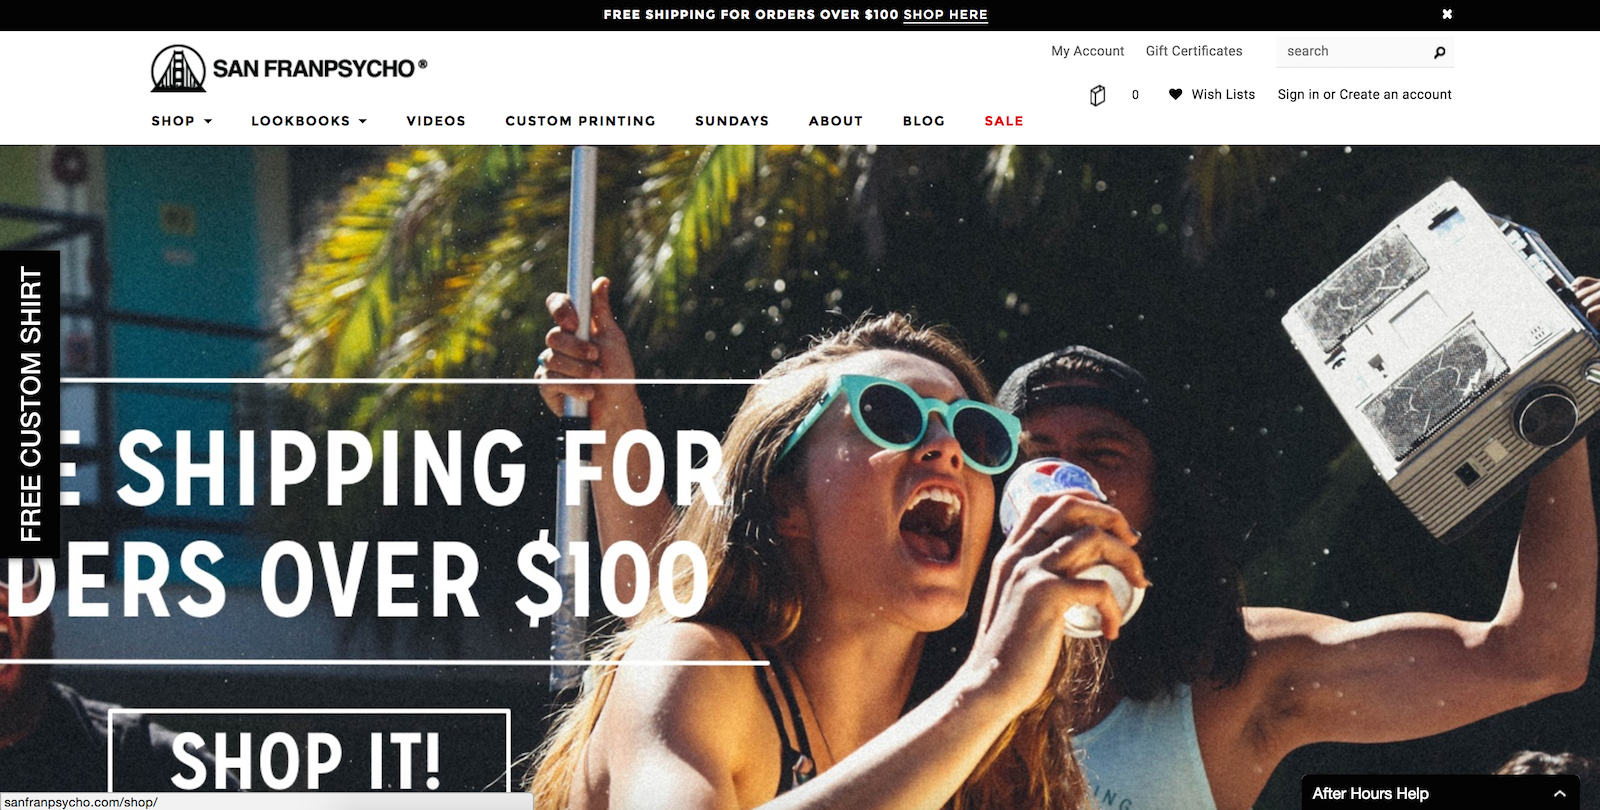 FREE SHIPPING FOR ORDERS OVER $100 SHOP HERE
SAN FRANPSYCHO®
My Account Gift Certificates search
0 Wish Lists Sign in or Create an account
SHOP LOOKBOOKS VIDEOS CUSTOM PRINTING SUNDAYS ABOUT BLOG SALE
FREE CUSTOM SHIRT
E SHIPPING FOR
DERS OVER $100
SHOP IT!
sanfranpsycho.com/shop/
After Hours Help